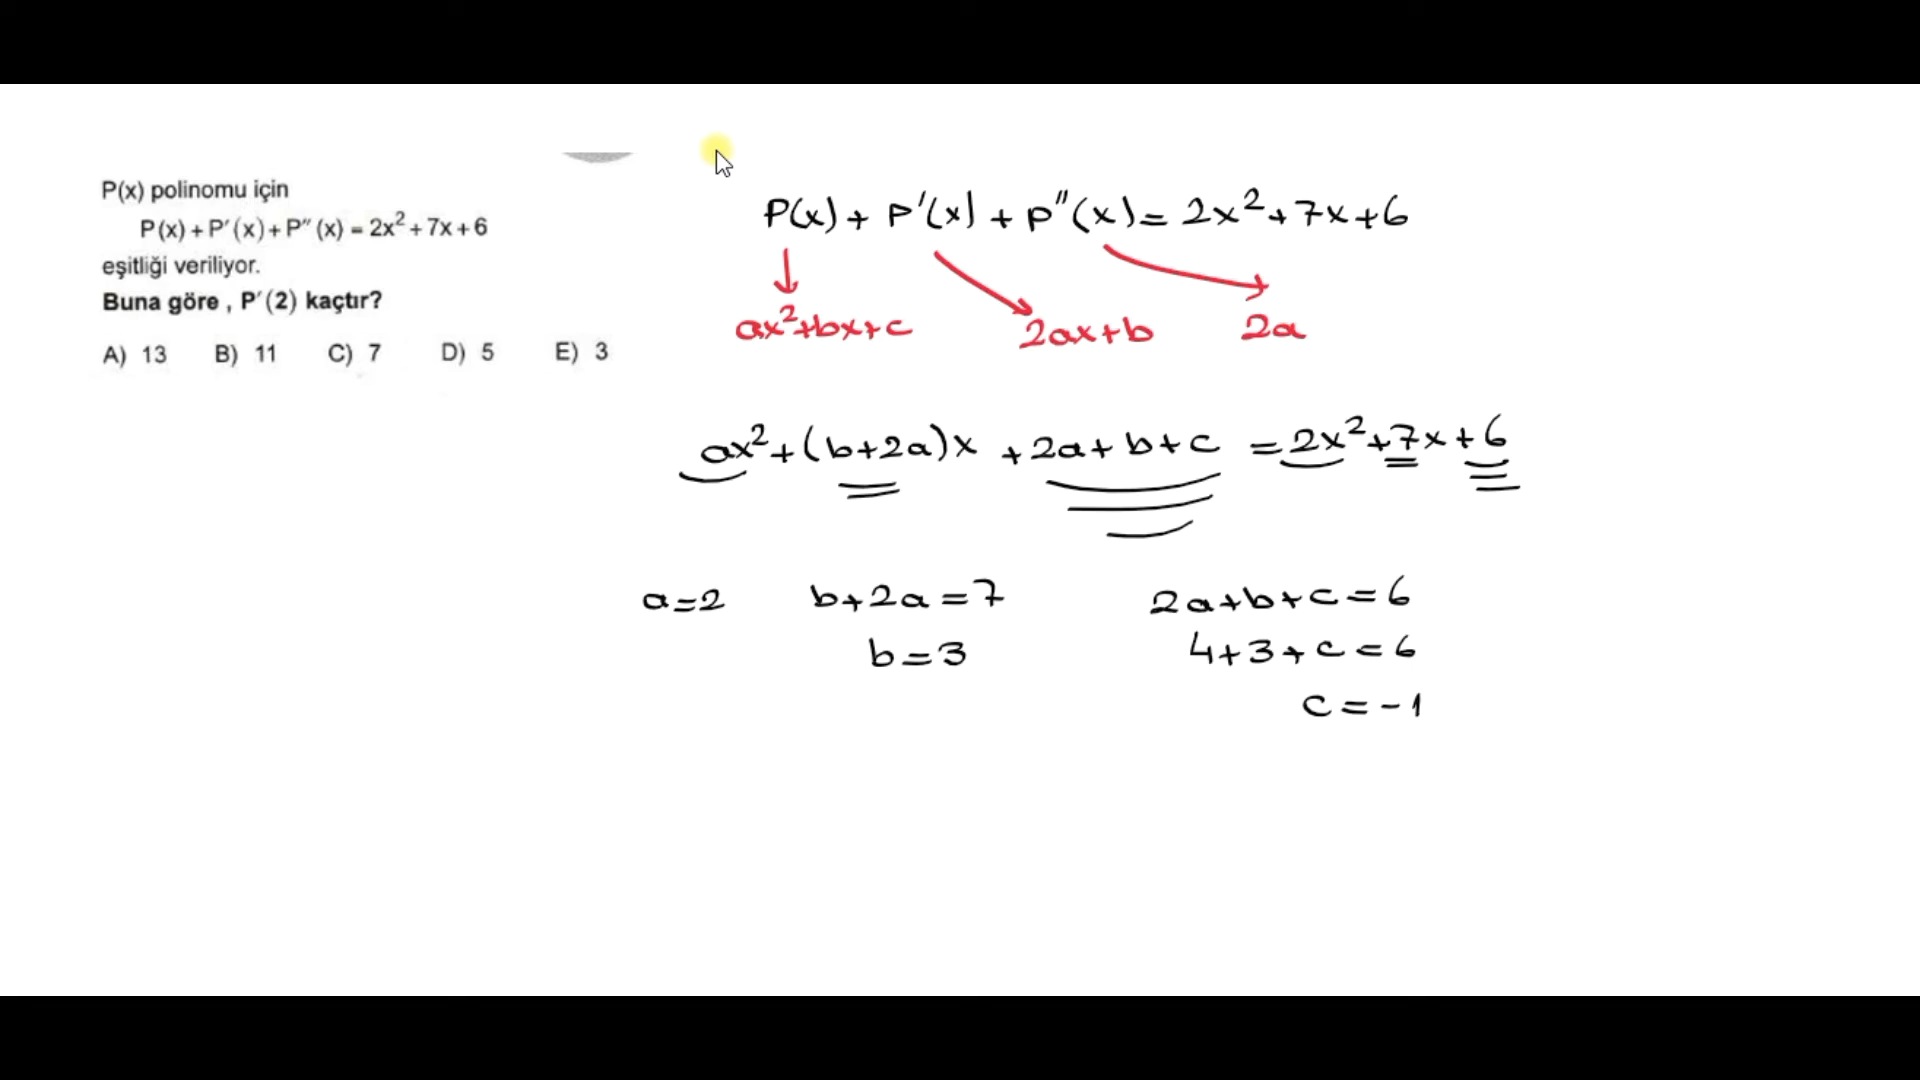 P(x) polinomu için
P(x)+P′(x)+P″(x)=2x²+7x+6
eşitliği veriliyor.
Buna göre , P′(2) kaçtır?
A) 13 B) 11 C) 7 D) 5 E) 3
P(x)+P′(x)+P″(x)=2x²+7x+6
ax²+bx+c 2ax+b 2a
ax²+(b+2a)x+2a+b+c=2x²+7x+6
a=2 b+2a=7 2a+b+c=6
b=3 4+3+c=6
c=-1